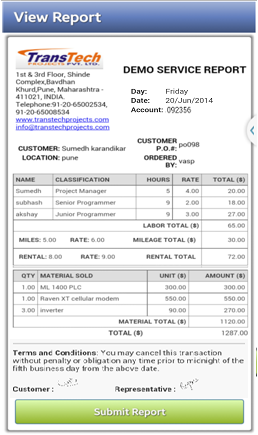 View Report
TransTech
PROJECTS PVT. LTD.
DEMO SERVICE REPORT
1st & 3rd Floor, Shinde
Complex,Bavdhan
Khurd,Pune, Maharashtra -
411021, INDIA.
Telephone:91-20-65002534,
91-20-65008534
www.transtechprojects.com
info@transtechprojects.com
Day: Friday
Date: 20/Jun/2014
Account: 092356
CUSTOMER: Sumedh karandikar
LOCATION: pune
CUSTOMER P.O.#: po098
ORDERED BY: vasp
NAME CLASSIFICATION HOURS RATE TOTAL ($)
Sumedh Project Manager 5 4.00 20.00
subhash Senior Programmer 9 2.00 18.00
akshay Junior Programmer 9 3.00 27.00
LABOR TOTAL ($) 65.00
MILES: 5.00 RATE: 6.00 MILEAGE TOTAL ($) 30.00
RENTAL: 8.00 RATE: 9.00 RENTAL TOTAL 72.00
QTY MATERIAL SOLD UNIT ($) AMOUNT ($)
1.00 ML 1400 PLC 300.00 300.00
1.00 Raven XT cellular modem 550.00 550.00
3.00 inverter 90.00 270.00
MATERIAL TOTAL ($) 1120.00
TOTAL ($) 1287.00
Terms and Conditions: You may cancel this transaction
without penalty or obligation any time prior to midnight of the
fifth business day from the above date.
Customer : Representative :
Submit Report